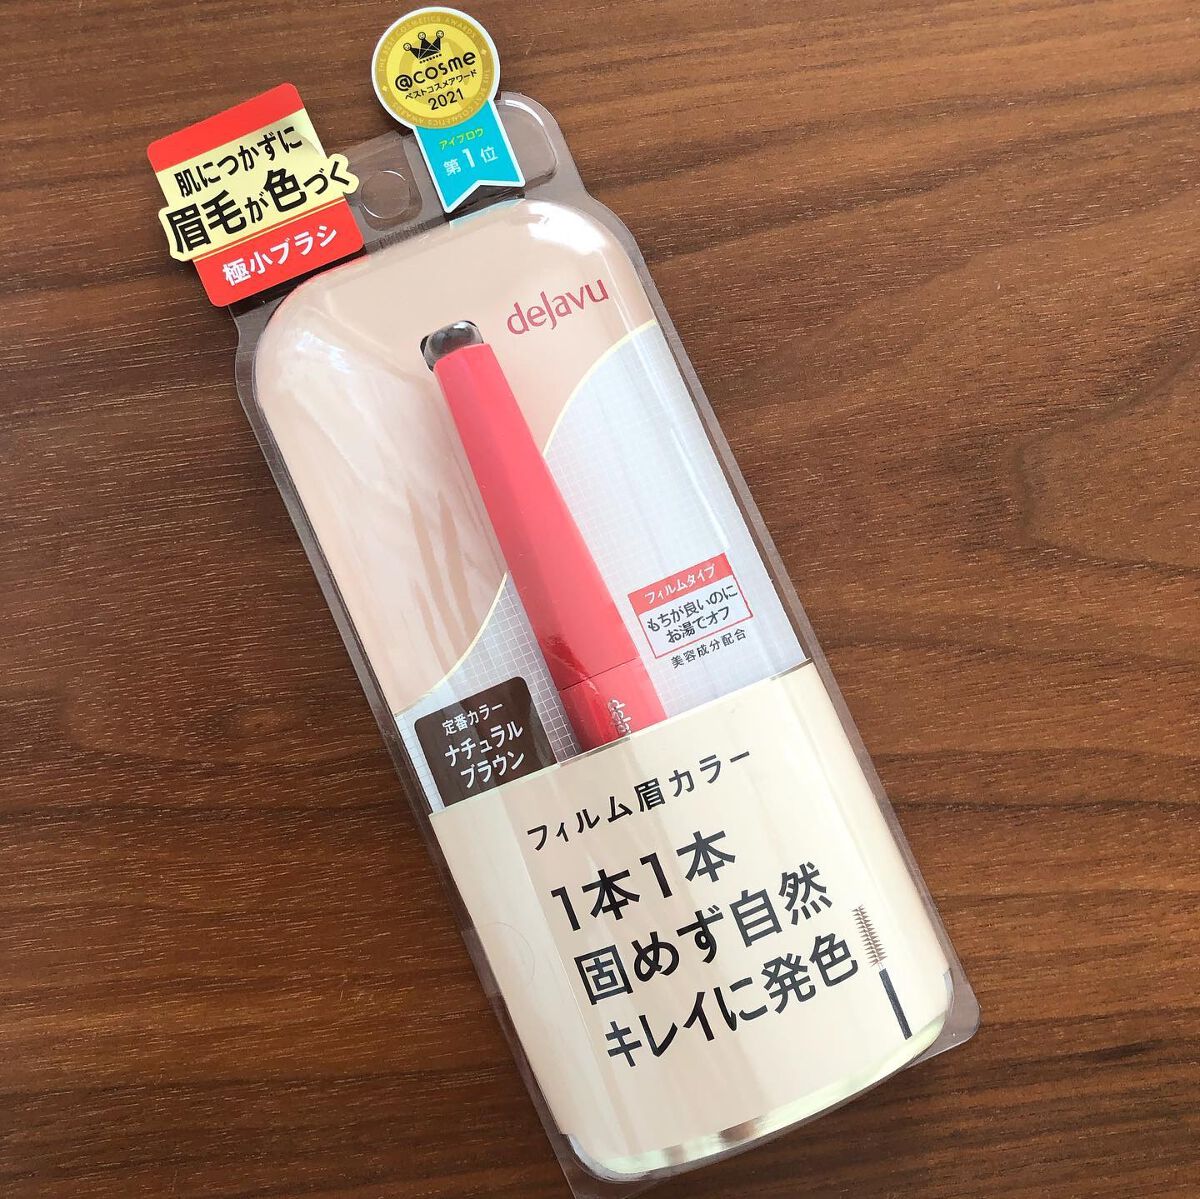 @cosme
ベストコスメアワード
2021
アイブロウ
第1位
肌につかずに
眉毛が色づく
極小ブラシ
deJavu
フィルムタイプ
もちが良いのに
お湯でオフ
美容成分配合
定番カラー
ナチュラル
ブラウン
フィルム眉カラー
1本1本
固めず自然
キレイに発色